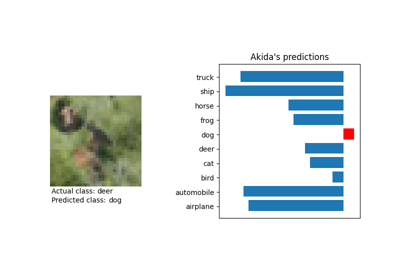 Akida's predictions
truck
ship
horse
frog
dog
deer
cat
bird
automobile
airplane
Actual class: deer
Predicted class: dog